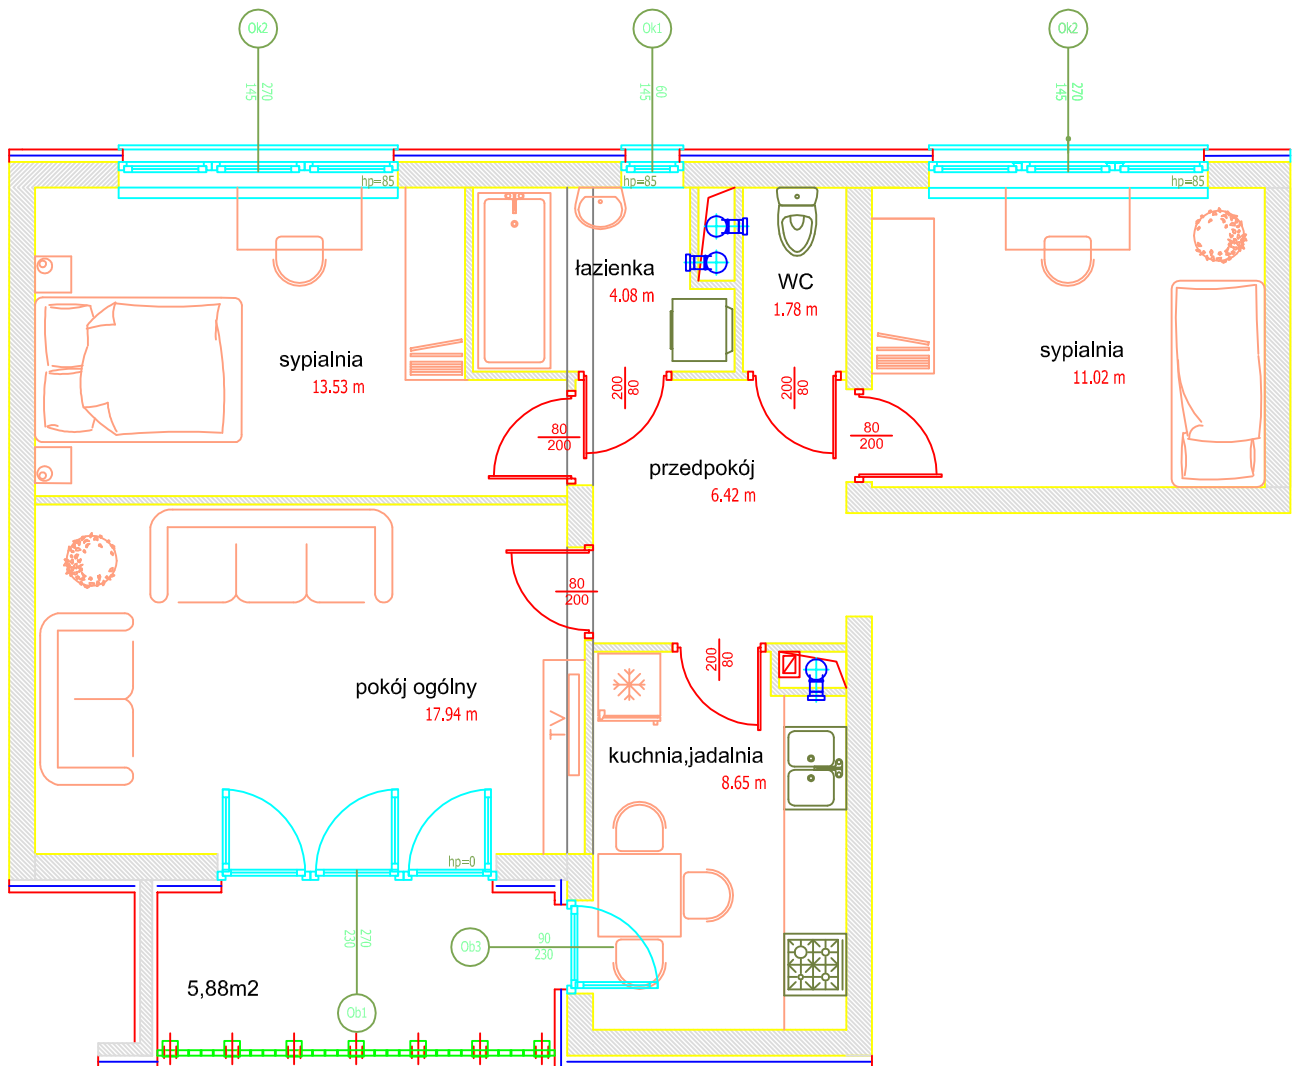 Ok2
Ok1
Ok2
270
145
60
145
270
145
hp=85
hp=85
hp=85
łazienka
4.08 m
WC
1.78 m
sypialnia
13.53 m
sypialnia
11.02 m
200
80
200
80
80
200
80
200
przedpokój
6.42 m
80
200
200
80
pokój ogólny
17.94 m
TV
kuchnia,jadalnia
8.65 m
hp=0
270
230
Ob3
90
230
5,88m2
Ob1